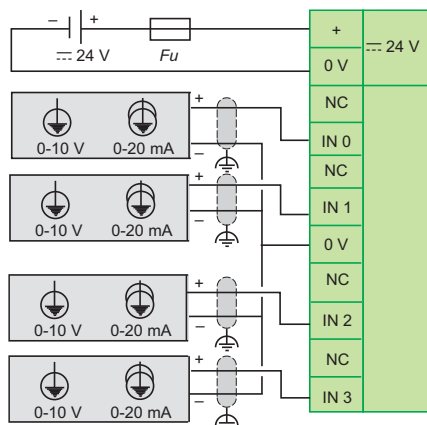 – +
⎓ 24 V Fu
+
0 V
⎓ 24 V
NC
IN 0
NC
IN 1
0 V
NC
IN 2
NC
IN 3
+
–
0-10 V 0-20 mA
+
–
0-10 V 0-20 mA
+
–
0-10 V 0-20 mA
+
–
0-10 V 0-20 mA